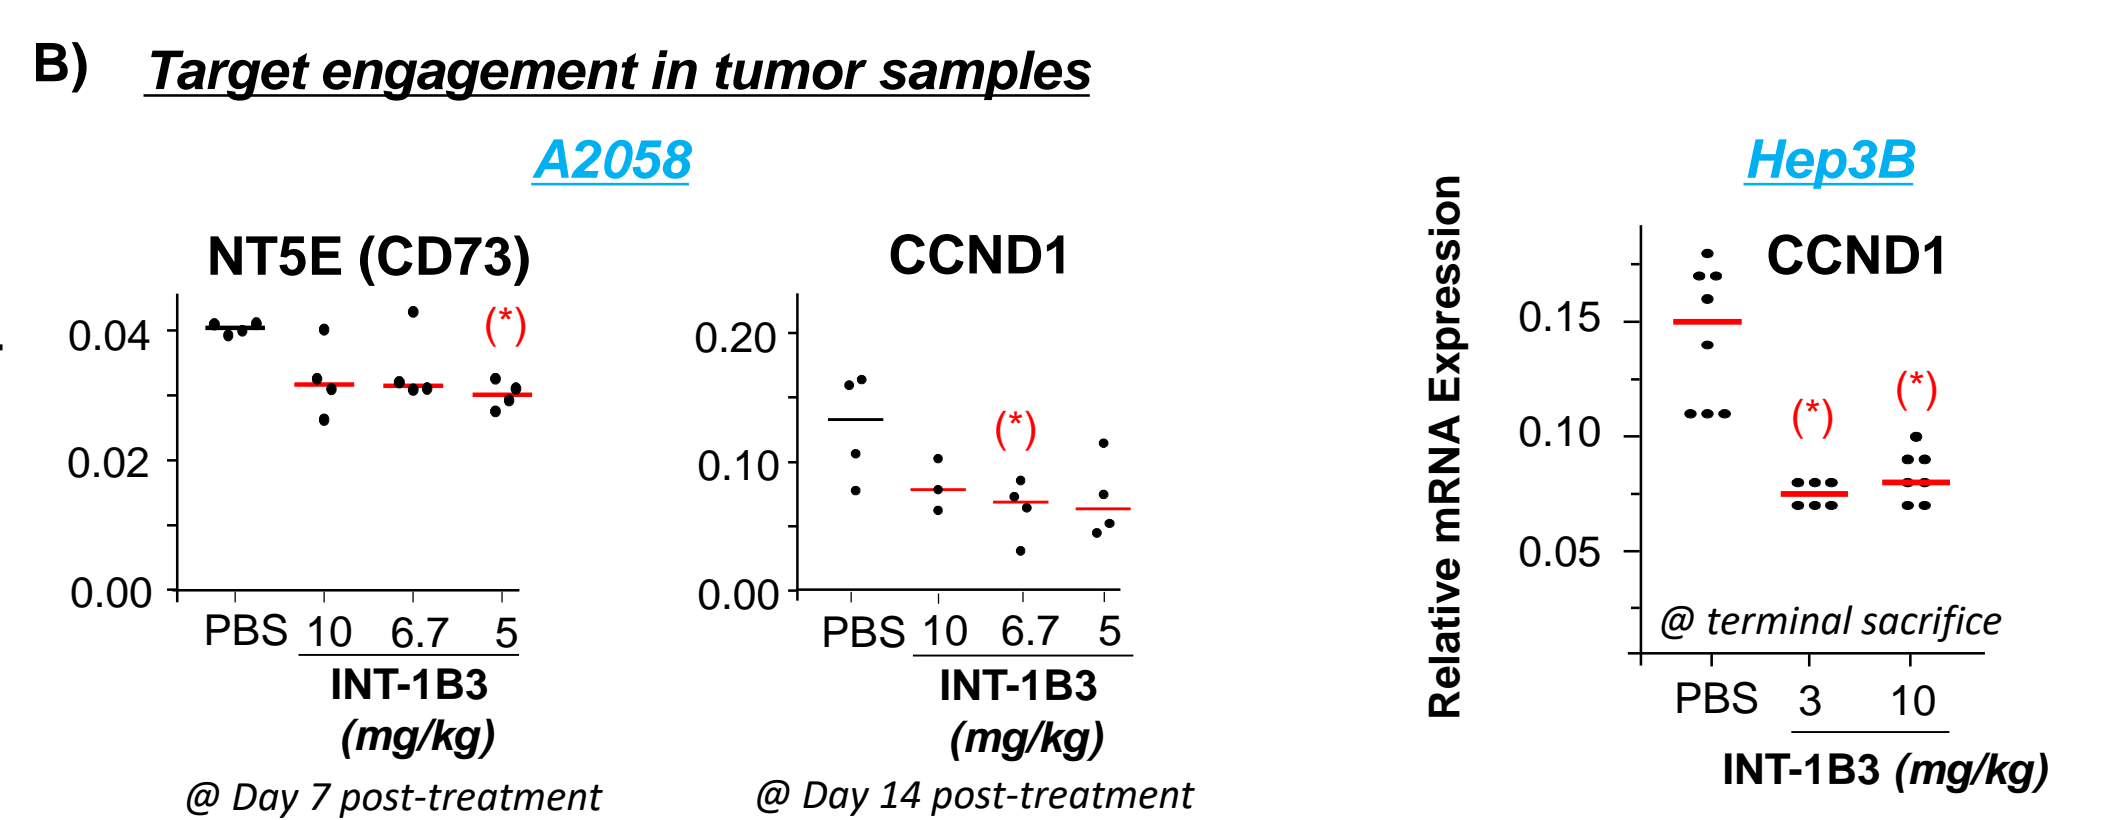 B) Target engagement in tumor samples
A2058
Hep3B
NT5E (CD73)
0.04
0.02
0.00
(*)
PBS 10 6.7 5
INT-1B3
(mg/kg)
@ Day 7 post-treatment
CCND1
0.20
0.10
0.00
(*)
PBS 10 6.7 5
INT-1B3
(mg/kg)
@ Day 14 post-treatment
Relative mRNA Expression
CCND1
0.15
0.10
0.05
(*)
(*)
@ terminal sacrifice
PBS 3 10
INT-1B3 (mg/kg)